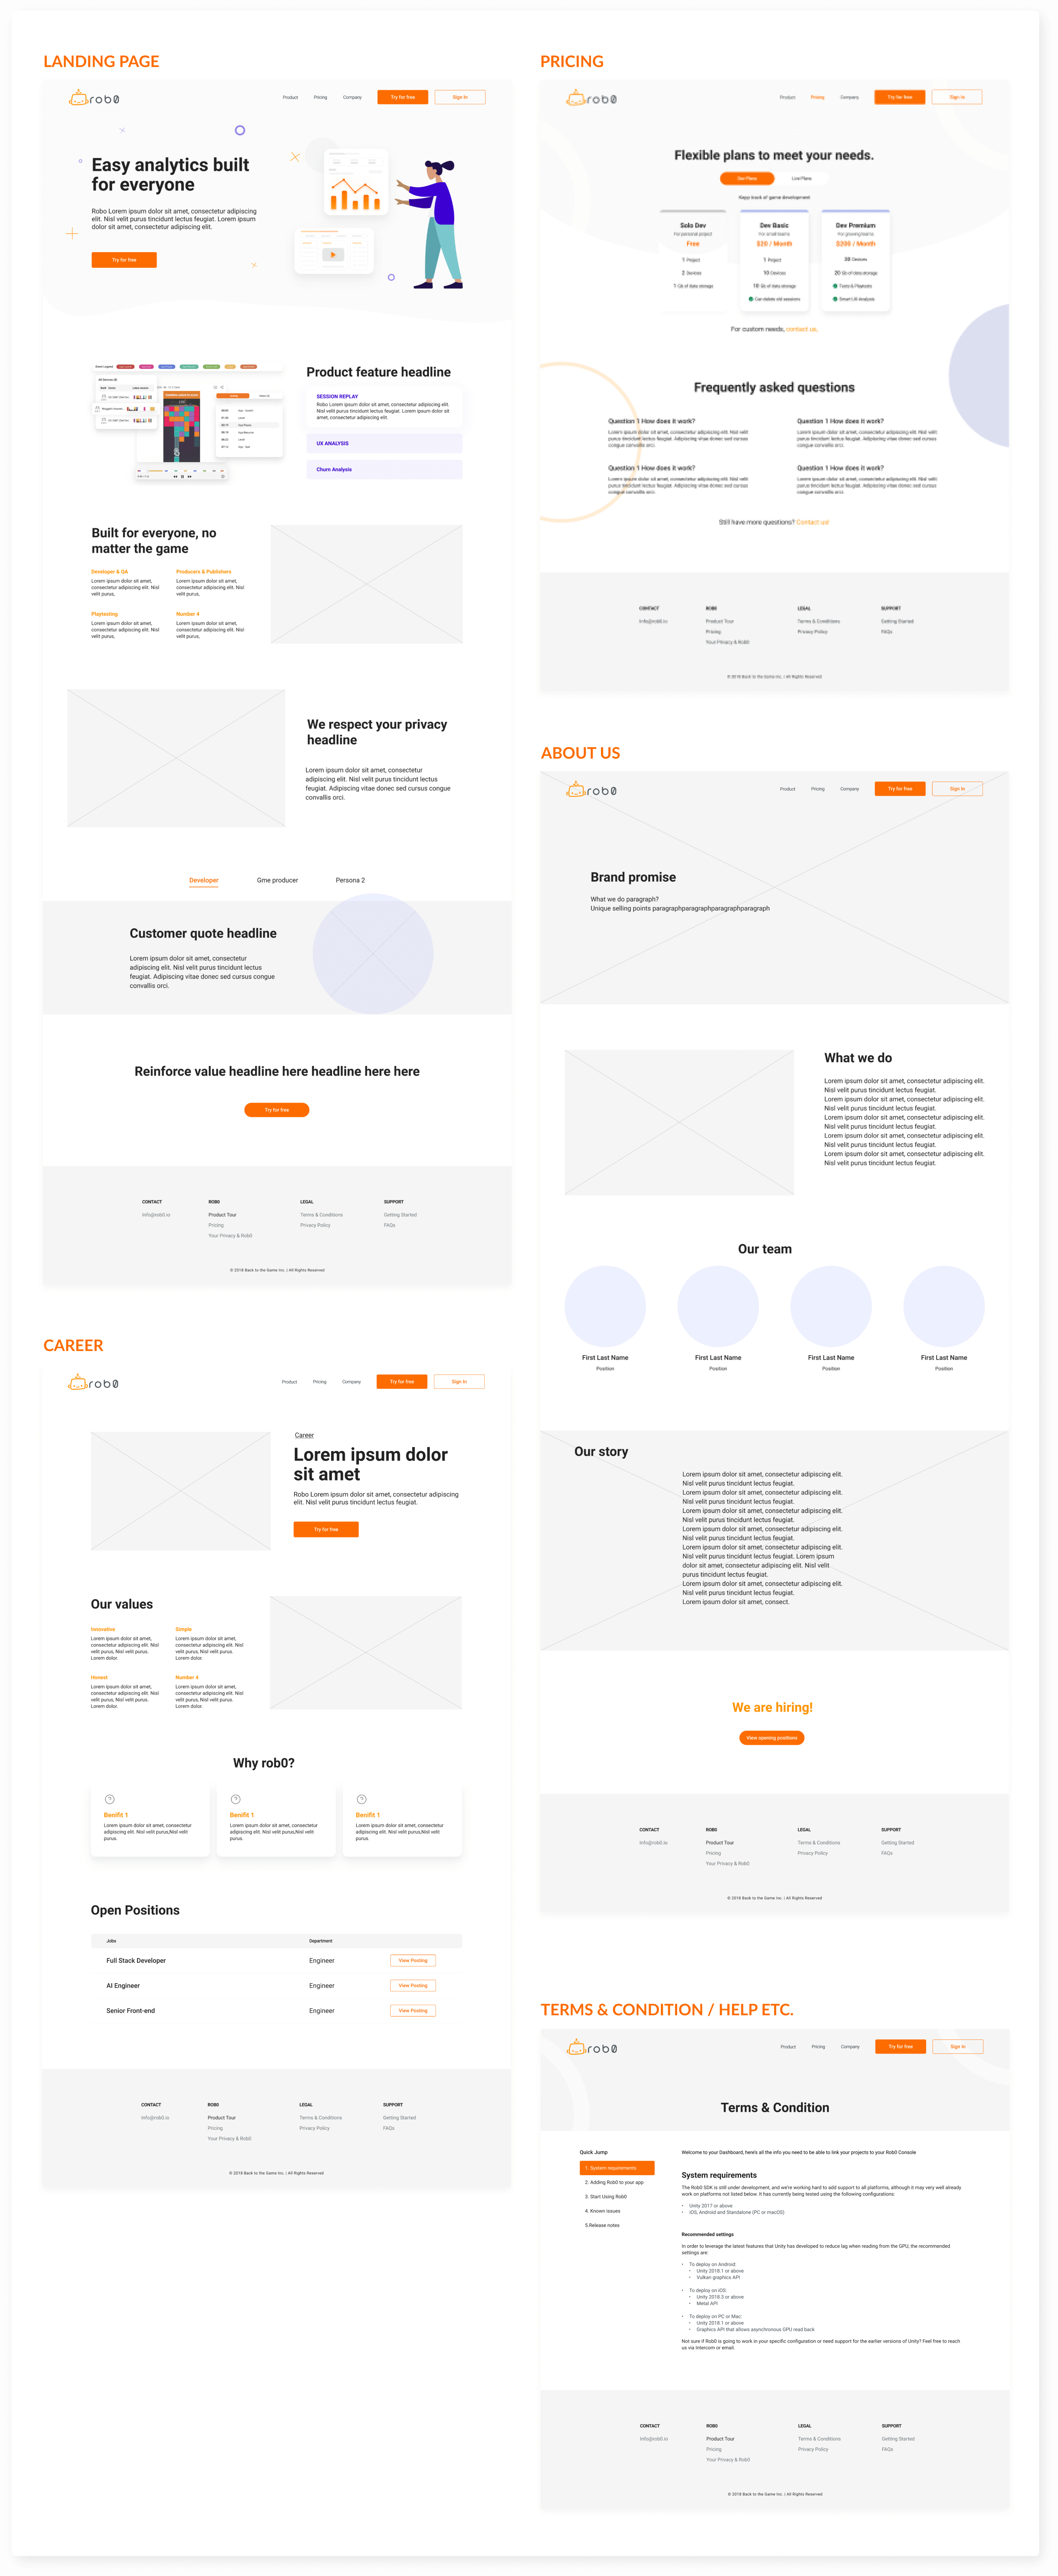 LANDING PAGE
rob0
Product Pricing Company Try for free Sign In
Easy analytics built
for everyone
Robo Lorem ipsum dolor sit amet, consectetur adipiscing
elit. Nisl velit purus tincidunt lectus feugiat. Lorem ipsum
dolor sit amet, consectetur adipiscing elit.
Try for free
Product feature headline
SESSION REPLAY
Robo Lorem ipsum dolor sit amet, consectetur adipiscing elit.
Nisl velit purus tincidunt lectus feugiat. Lorem ipsum dolor sit
amet, consectetur adipiscing elit.
UX ANALYSIS
Churn Analysis
Built for everyone, no
matter the game
Developer & QA
Lorem ipsum dolor sit amet,
consectetur adipiscing elit. Nisl
velit purus,
Producers & Publishers
Lorem ipsum dolor sit amet,
consectetur adipiscing elit. Nisl
velit purus,
Playtesting
Lorem ipsum dolor sit amet,
consectetur adipiscing elit. Nisl
velit purus,
Number 4
Lorem ipsum dolor sit amet,
consectetur adipiscing elit. Nisl
velit purus,
We respect your privacy
headline
Lorem ipsum dolor sit amet, consectetur
adipiscing elit. Nisl velit purus tincidunt lectus
feugiat. Adipiscing vitae donec sed cursus congue
convallis orci.
Developer Gme producer Persona 2
Customer quote headline
Lorem ipsum dolor sit amet, consectetur
adipiscing elit. Nisl velit purus tincidunt lectus
feugiat. Adipiscing vitae donec sed cursus congue
convallis orci.
Reinforce value headline here headline here here
Try for free
CONTACT ROB0 LEGAL SUPPORT
Info@rob0.io Product Tour Terms & Conditions Getting Started
Pricing Privacy Policy FAQs
Your Privacy & Rob0
© 2018 Back to the Game Inc. | All Rights Reserved
CAREER
rob0
Product Pricing Company Try for free Sign In
Career
Lorem ipsum dolor
sit amet
Robo Lorem ipsum dolor sit amet, consectetur adipiscing
elit. Nisl velit purus tincidunt lectus feugiat.
Try for free
Our values
Innovative
Lorem ipsum dolor sit amet,
consectetur adipiscing elit. Nisl
velit purus, Nisl velit purus.
Lorem dolor.
Simple
Lorem ipsum dolor sit amet,
consectetur adipiscing elit. Nisl
velit purus, Nisl velit purus.
Lorem dolor.
Honest
Lorem ipsum dolor sit amet,
consectetur adipiscing elit. Nisl
velit purus, Nisl velit purus.
Lorem dolor.
Number 4
Lorem ipsum dolor sit amet,
consectetur adipiscing elit. Nisl
velit purus, Nisl velit purus.
Lorem dolor.
Why rob0?
Benifit 1
Lorem ipsum dolor sit amet, consectetur
adipiscing elit. Nisl velit purus,Nisl velit
purus.
Benifit 1
Lorem ipsum dolor sit amet, consectetur
adipiscing elit. Nisl velit purus,Nisl velit
purus.
Benifit 1
Lorem ipsum dolor sit amet, consectetur
adipiscing elit. Nisl velit purus,Nisl velit
purus.
Open Positions
Jobs Department
Full Stack Developer Engineer View Posting
AI Engineer Engineer View Posting
Senior Front-end Engineer View Posting
CONTACT ROB0 LEGAL SUPPORT
Info@rob0.io Product Tour Terms & Conditions Getting Started
Pricing Privacy Policy FAQs
Your Privacy & Rob0
© 2018 Back to the Game Inc. | All Rights Reserved
PRICING
rob0
Product Pricing Company Try for free Sign In
Flexible plans to meet your needs.
Dev Plans Live Plans
Keepy track of game development
Solo Dev
For personal project
Free
1 Project
2 Devices
1 Gb of data storage
Dev Basic
For small teams
$20 / Month
1 Project
10 Devices
10 Gb of data storage
Can delete old sessions
Dev Premium
For growing teams
$200 / Month
30 Devices
20 Gb of data storage
Tests & Playtests
Smart UX Analysis
For custom needs, contact us.
Frequently asked questions
Question 1 How does it work?
Lorem ipsum dolor sit amet, consectetur adipiscing elit. Nisl velit
purus tincidunt lectus feugiat. Adipiscing vitae donec sed cursus
congue convallis orci.
Question 1 How does it work?
Lorem ipsum dolor sit amet, consectetur adipiscing elit. Nisl velit
purus tincidunt lectus feugiat. Adipiscing vitae donec sed cursus
congue convallis orci.
Question 1 How does it work?
Lorem ipsum dolor sit amet, consectetur adipiscing elit. Nisl velit
purus tincidunt lectus feugiat. Adipiscing vitae donec sed cursus
congue convallis orci.
Question 1 How does it work?
Lorem ipsum dolor sit amet, consectetur adipiscing elit. Nisl velit
purus tincidunt lectus feugiat. Adipiscing vitae donec sed cursus
congue convallis orci.
Still have more questions? Contact us!
CONTACT ROB0 LEGAL SUPPORT
Info@rob0.io Product Tour Terms & Conditions Getting Started
Pricing Privacy Policy FAQs
Your Privacy & Rob0
© 2018 Back to the Game Inc. | All Rights Reserved
ABOUT US
rob0
Product Pricing Company Try for free Sign In
Brand promise
What we do paragraph?
Unique selling points paragraphparagraphparagraphparagraph
What we do
Lorem ipsum dolor sit amet, consectetur adipiscing elit.
Nisl velit purus tincidunt lectus feugiat.
Lorem ipsum dolor sit amet, consectetur adipiscing elit.
Nisl velit purus tincidunt lectus feugiat.
Lorem ipsum dolor sit amet, consectetur adipiscing elit.
Nisl velit purus tincidunt lectus feugiat.
Lorem ipsum dolor sit amet, consectetur adipiscing elit.
Nisl velit purus tincidunt lectus feugiat.
Lorem ipsum dolor sit amet, consectetur adipiscing elit.
Nisl velit purus tincidunt lectus feugiat.
Our team
First Last Name First Last Name First Last Name First Last Name
Position Position Position Position
Our story
Lorem ipsum dolor sit amet, consectetur adipiscing elit.
Nisl velit purus tincidunt lectus feugiat.
Lorem ipsum dolor sit amet, consectetur adipiscing elit.
Nisl velit purus tincidunt lectus feugiat.
Lorem ipsum dolor sit amet, consectetur adipiscing elit.
Nisl velit purus tincidunt lectus feugiat.
Lorem ipsum dolor sit amet, consectetur adipiscing elit.
Nisl velit purus tincidunt lectus feugiat.
Lorem ipsum dolor sit amet, consectetur adipiscing elit.
Nisl velit purus tincidunt lectus feugiat. Lorem ipsum
dolor sit amet, consectetur adipiscing elit. Nisl velit
purus tincidunt lectus feugiat.
Lorem ipsum dolor sit amet, consectetur adipiscing elit.
Nisl velit purus tincidunt lectus feugiat.
Lorem ipsum dolor sit amet, consect.
We are hiring!
View opening positions
CONTACT ROB0 LEGAL SUPPORT
Info@rob0.io Product Tour Terms & Conditions Getting Started
Pricing Privacy Policy FAQs
Your Privacy & Rob0
© 2018 Back to the Game Inc. | All Rights Reserved
TERMS & CONDITION / HELP ETC.
rob0
Product Pricing Company Try for free Sign In
Terms & Condition
Quick Jump
1. System requirements
2. Adding Rob0 to your app
3. Start Using Rob0
4. Known issues
5.Release notes
Welcome to your Dashboard, here's all the info you need to be able to link your projects to your Rob0 Console
System requirements
The Rob0 SDK is still under development, and we're working hard to add support to all platforms, although it may very well already
work on platforms not listed below. It has currently being tested using the following configurations:
• Unity 2017 or above
• iOS, Android and Standalone (PC or macOS)
Recommended settings
In order to leverage the latest features that Unity has developed to reduce lag when reading from the GPU, the recommended
settings are:
• To deploy on Android:
• Unity 2018.1 or above
• Vulkan graphics API
• To deploy on iOS:
• Unity 2018.3 or above
• Metal API
• To deploy on PC or Mac:
• Unity 2018.1 or above
• Graphics API that allows asynchronous GPU read back
Not sure if Rob0 is going to work in your specific configuration or need support for the earlier versions of Unity? Feel free to reach
us via Intercom or email.
CONTACT ROB0 LEGAL SUPPORT
Info@rob0.io Product Tour Terms & Conditions Getting Started
Pricing Privacy Policy FAQs
Your Privacy & Rob0
© 2018 Back to the Game Inc. | All Rights Reserved